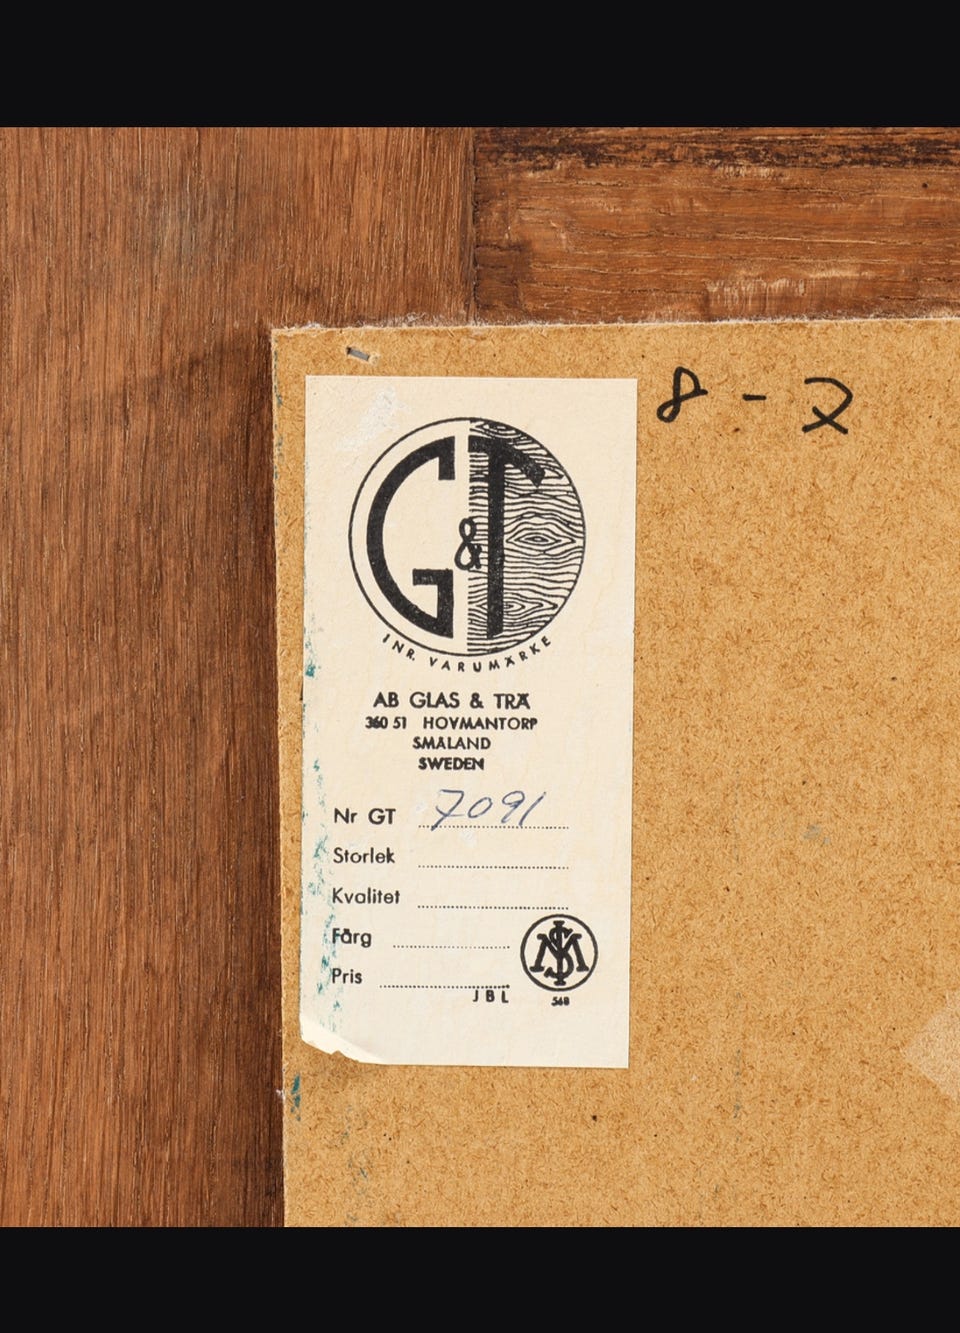 8 - 2
G&T
INR. VARUMÄRKE
AB GLAS & TRÄ
360 51 HOVMANTORP
SMÅLAND
SWEDEN
Nr GT 7091
Storlek
Kvalitet
Färg
Pris
JBL
568